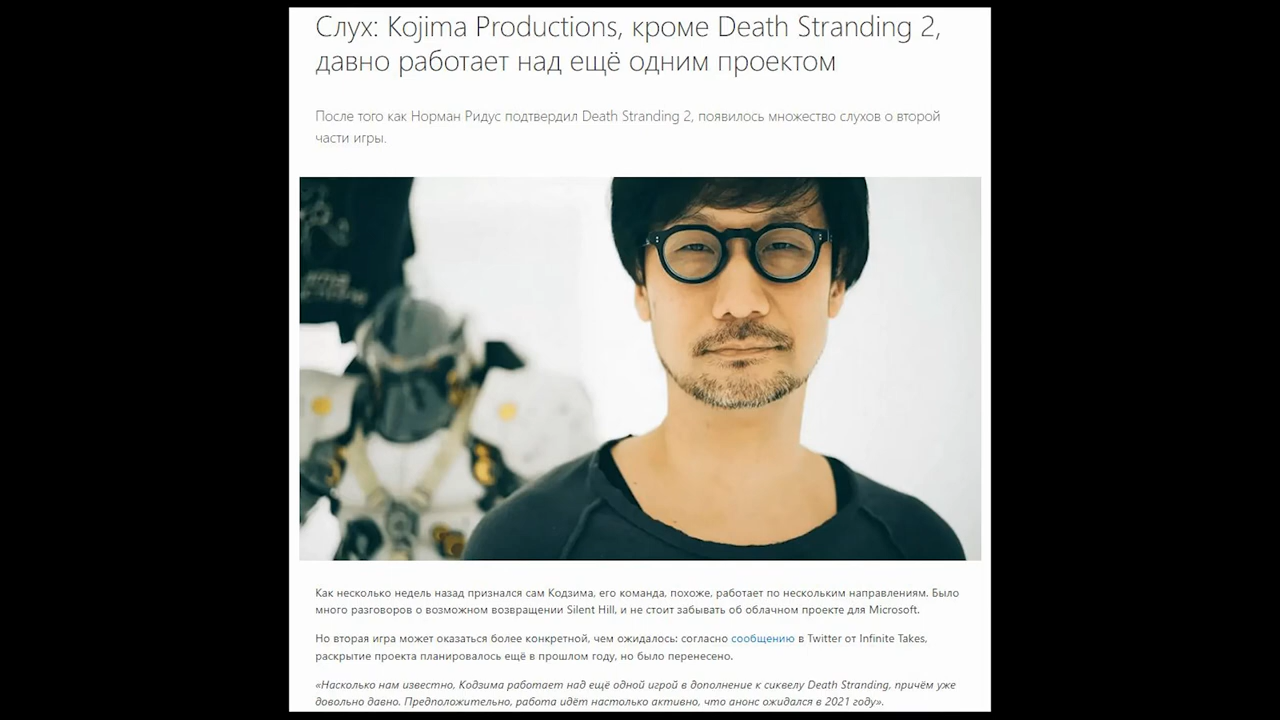 Слух: Kojima Productions, кроме Death Stranding 2,
давно работает над ещё одним проектом
После того как Норман Ридус подтвердил Death Stranding 2, появилось множество слухов о второй
части игры.
Как несколько недель назад признался сам Кодзима, его команда, похоже, работает по нескольким направлениям. Было
много разговоров о возможном возвращении Silent Hill, и не стоит забывать об облачном проекте для Microsoft.
Но вторая игра может оказаться более конкретной, чем ожидалось: согласно сообщению в Twitter от Infinite Takes,
раскрытие проекта планировалось ещё в прошлом году, но было перенесено.
«Насколько нам известно, Кодзима работает над ещё одной игрой в дополнение к сиквелу Death Stranding, причём уже
довольно давно. Предположительно, работа идёт настолько активно, что анонс ожидался в 2021 году».